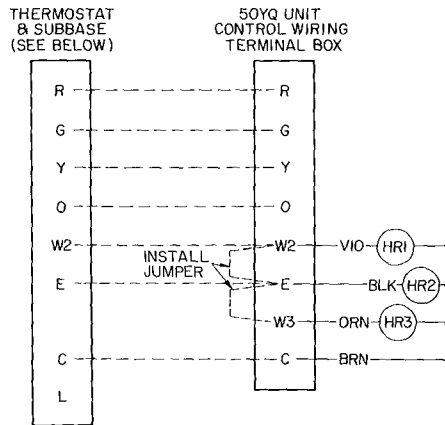 THERMOSTAT
& SUBBASE
(SEE BELOW)
50YQ UNIT
CONTROL WIRING
TERMINAL BOX
R
R
G
G
Y
Y
O
O
W2
W2
VIO
HR1
INSTALL
JUMPER
E
E
BLK
HR2
W3
ORN
HR3
C
C
BRN
L